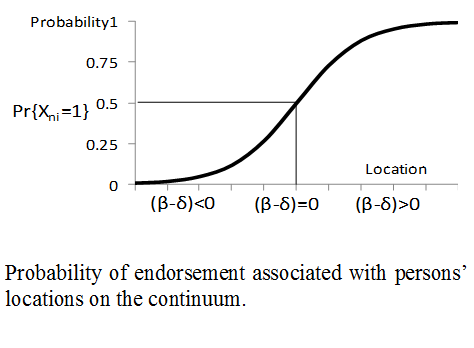 Probability1
0.75
Pr{Xni=1} 0.5
0.25
0
Location
(β-δ)<0 (β-δ)=0 (β-δ)>0
Probability of endorsement associated with persons’
locations on the continuum.